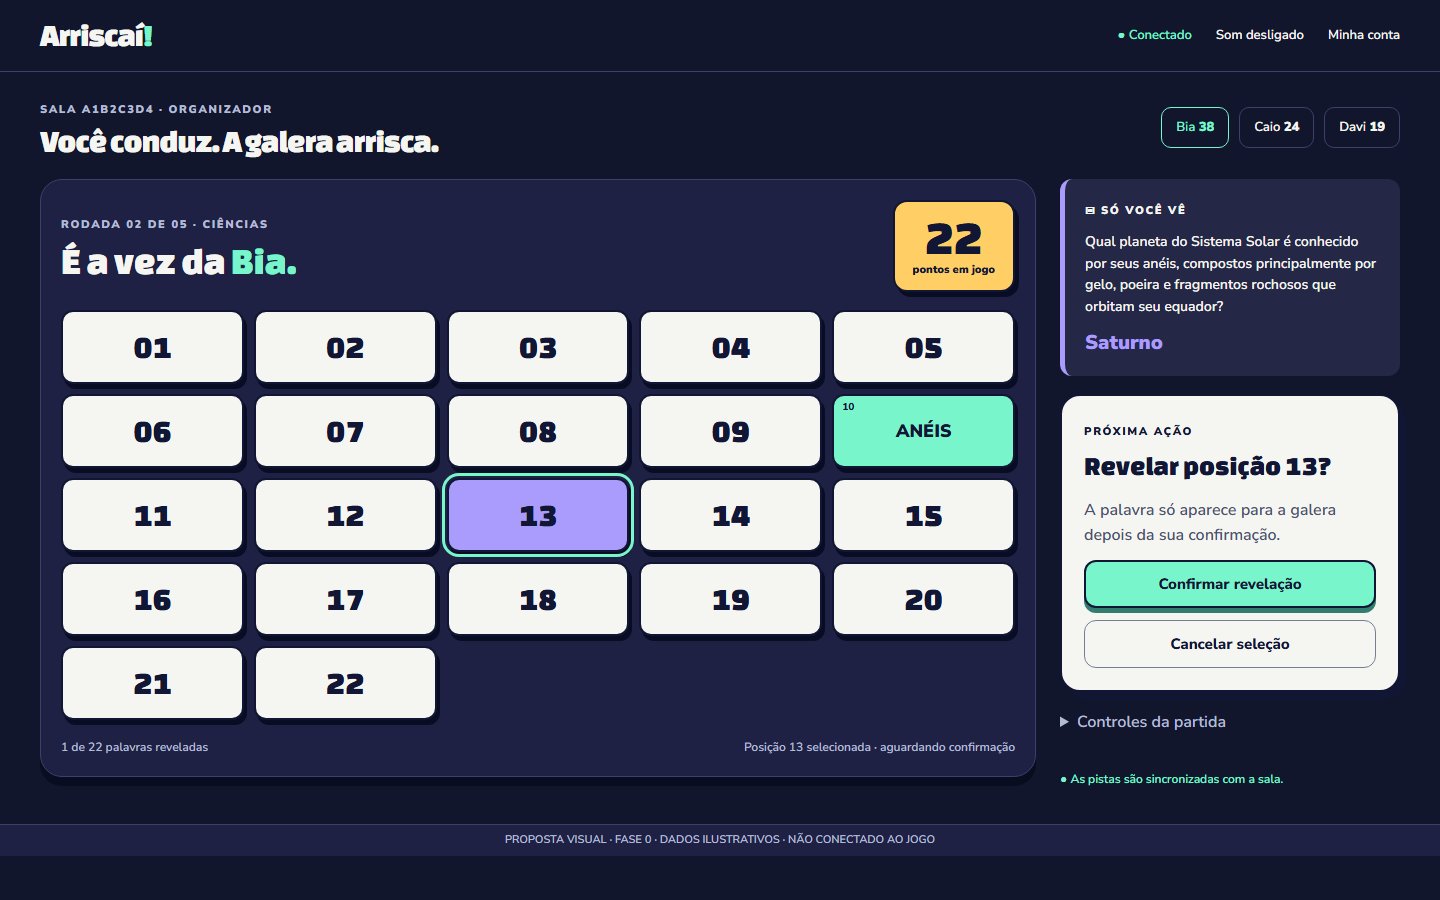 Arriscaí!
● Conectado Som desligado Minha conta
SALA A1B2C3D4 · ORGANIZADOR
Você conduz. A galera arrisca.
Bia 38 Caio 24 Davi 19
RODADA 02 DE 05 · CIÊNCIAS
É a vez da Bia.
22
pontos em jogo
01 02 03 04 05
06 07 08 09 10 ANÉIS
11 12 13 14 15
16 17 18 19 20
21 22
1 de 22 palavras reveladas
Posição 13 selecionada · aguardando confirmação
SÓ VOCÊ VÊ
Qual planeta do Sistema Solar é conhecido
por seus anéis, compostos principalmente por
gelo, poeira e fragmentos rochosos que
orbitam seu equador?
Saturno
PRÓXIMA AÇÃO
Revelar posição 13?
A palavra só aparece para a galera
depois da sua confirmação.
Confirmar revelação
Cancelar seleção
▶ Controles da partida
● As pistas são sincronizadas com a sala.
PROPOSTA VISUAL · FASE 0 · DADOS ILUSTRATIVOS · NÃO CONECTADO AO JOGO